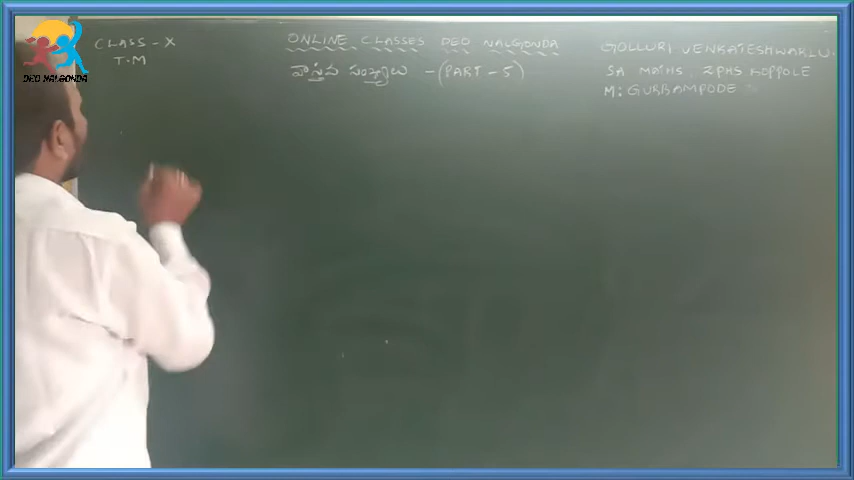 CLASS - X
T.M
ONLINE CLASSES DEO NALGONDA
వాస్తవ సంఖ్యలు - (PART - 5)
GOLLURI VENKATESHWARLU.
SA MATHS, ZPHS KOPPOLE
M: GURRAMPODE
DEO NALGONDA